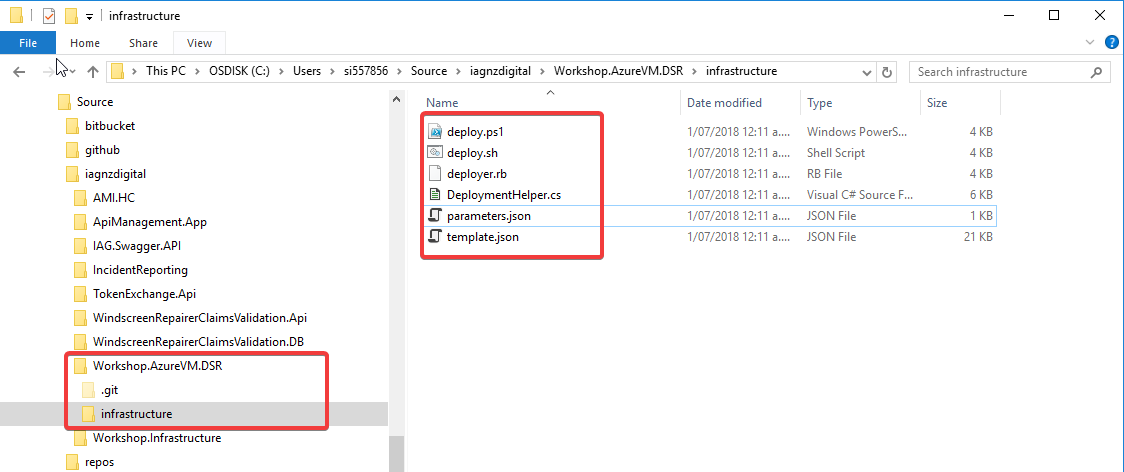 infrastructure
File Home Share View
This PC OSDISK (C:) Users si557856 Source iagnzdigital Workshop.AzureVM.DSR infrastructure Search infrastructure
Source
bitbucket
github
iagnzdigital
AMI.HC
ApiManagement.App
IAG.Swagger.API
IncidentReporting
TokenExchange.Api
WindscreenRepairerClaimsValidation.Api
WindscreenRepairerClaimsValidation.DB
Workshop.AzureVM.DSR
.git
infrastructure
Workshop.Infrastructure
repos
Name Date modified Type Size
deploy.ps1 1/07/2018 12:11 a.... Windows PowerS... 4 KB
deploy.sh 1/07/2018 12:11 a.... Shell Script 4 KB
deployer.rb 1/07/2018 12:11 a.... RB File 4 KB
DeploymentHelper.cs 1/07/2018 12:11 a.... Visual C# Source F... 6 KB
parameters.json 1/07/2018 12:11 a.... JSON File 1 KB
template.json 1/07/2018 12:11 a.... JSON File 21 KB